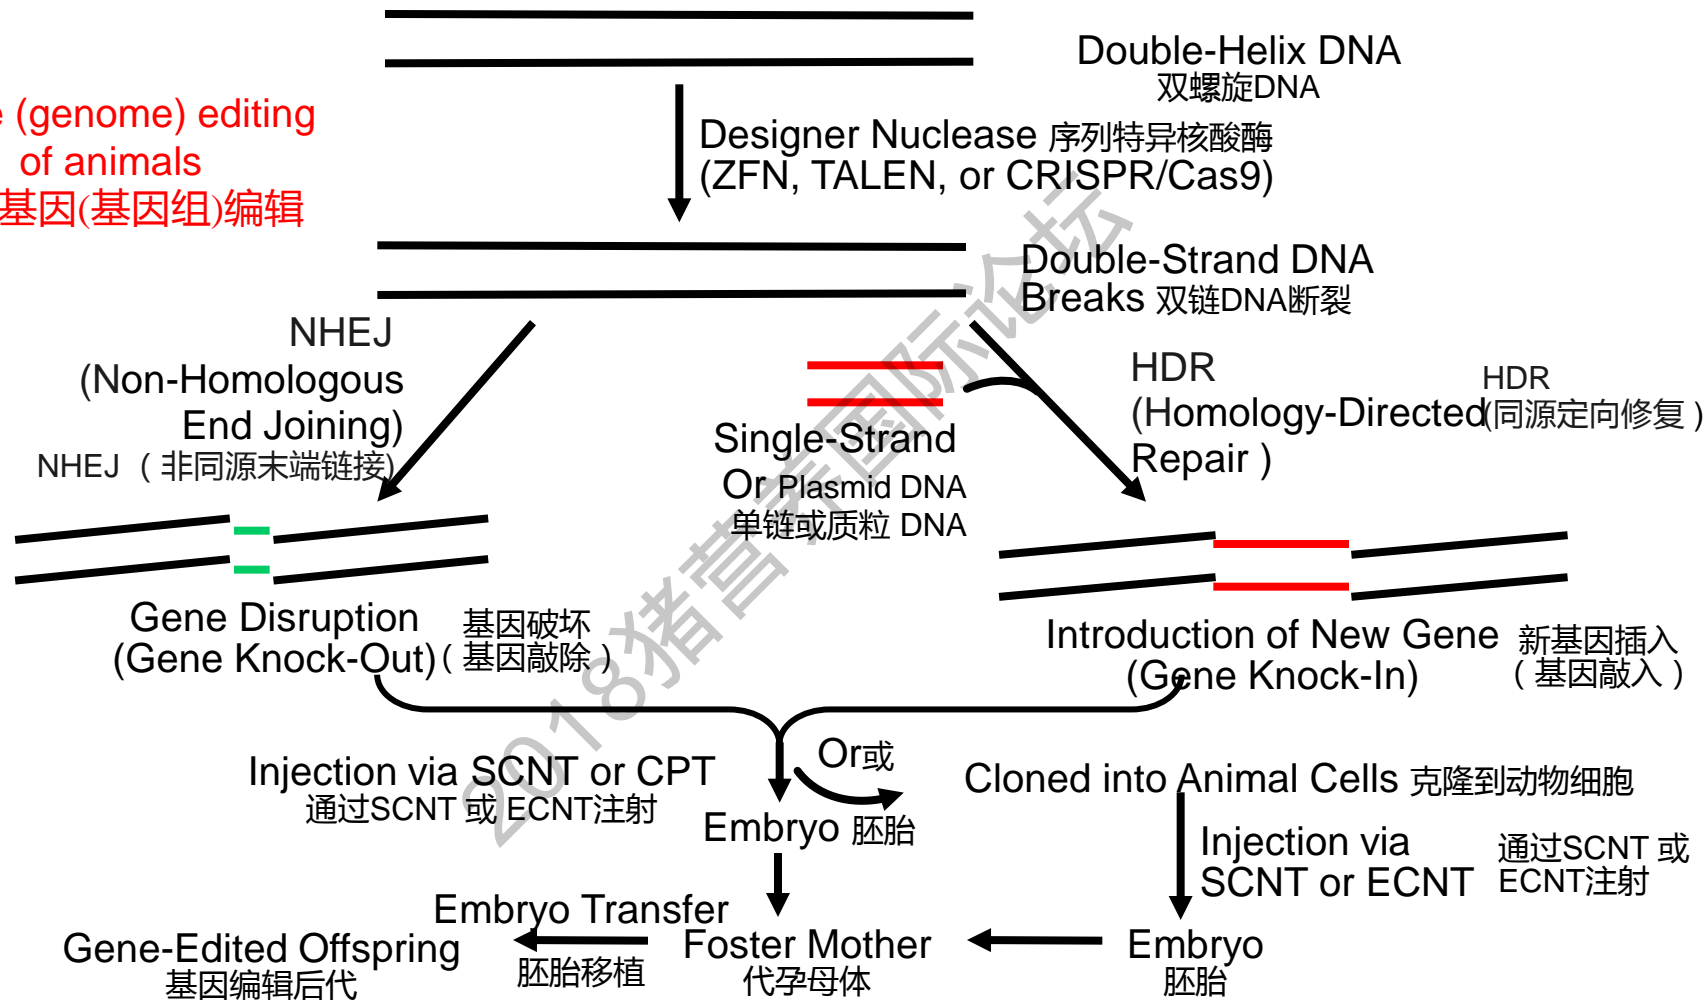 Double-Helix DNA
双螺旋DNA
(genome) editing
of animals
基因(基因组)编辑
Designer Nuclease 序列特异核酸酶
(ZFN, TALEN, or CRISPR/Cas9)
Double-Strand DNA
Breaks 双链DNA断裂
NHEJ
(Non-Homologous
End Joining)
NHEJ （非同源末端链接)
Single-Strand
Or Plasmid DNA
单链或质粒 DNA
HDR
(Homology-Directed
Repair )
HDR
(同源定向修复)
Gene Disruption
(Gene Knock-Out)
基因破坏
（基因敲除）
Introduction of New Gene
(Gene Knock-In)
新基因插入
（基因敲入）
Injection via SCNT or CPT
通过SCNT 或 ECNT注射
Or或
Embryo 胚胎
Cloned into Animal Cells 克隆到动物细胞
Injection via
SCNT or ECNT
通过SCNT 或
ECNT注射
Embryo Transfer
胚胎移植
Gene-Edited Offspring
基因编辑后代
Foster Mother
代孕母体
Embryo
胚胎
2018猪营养国际论坛